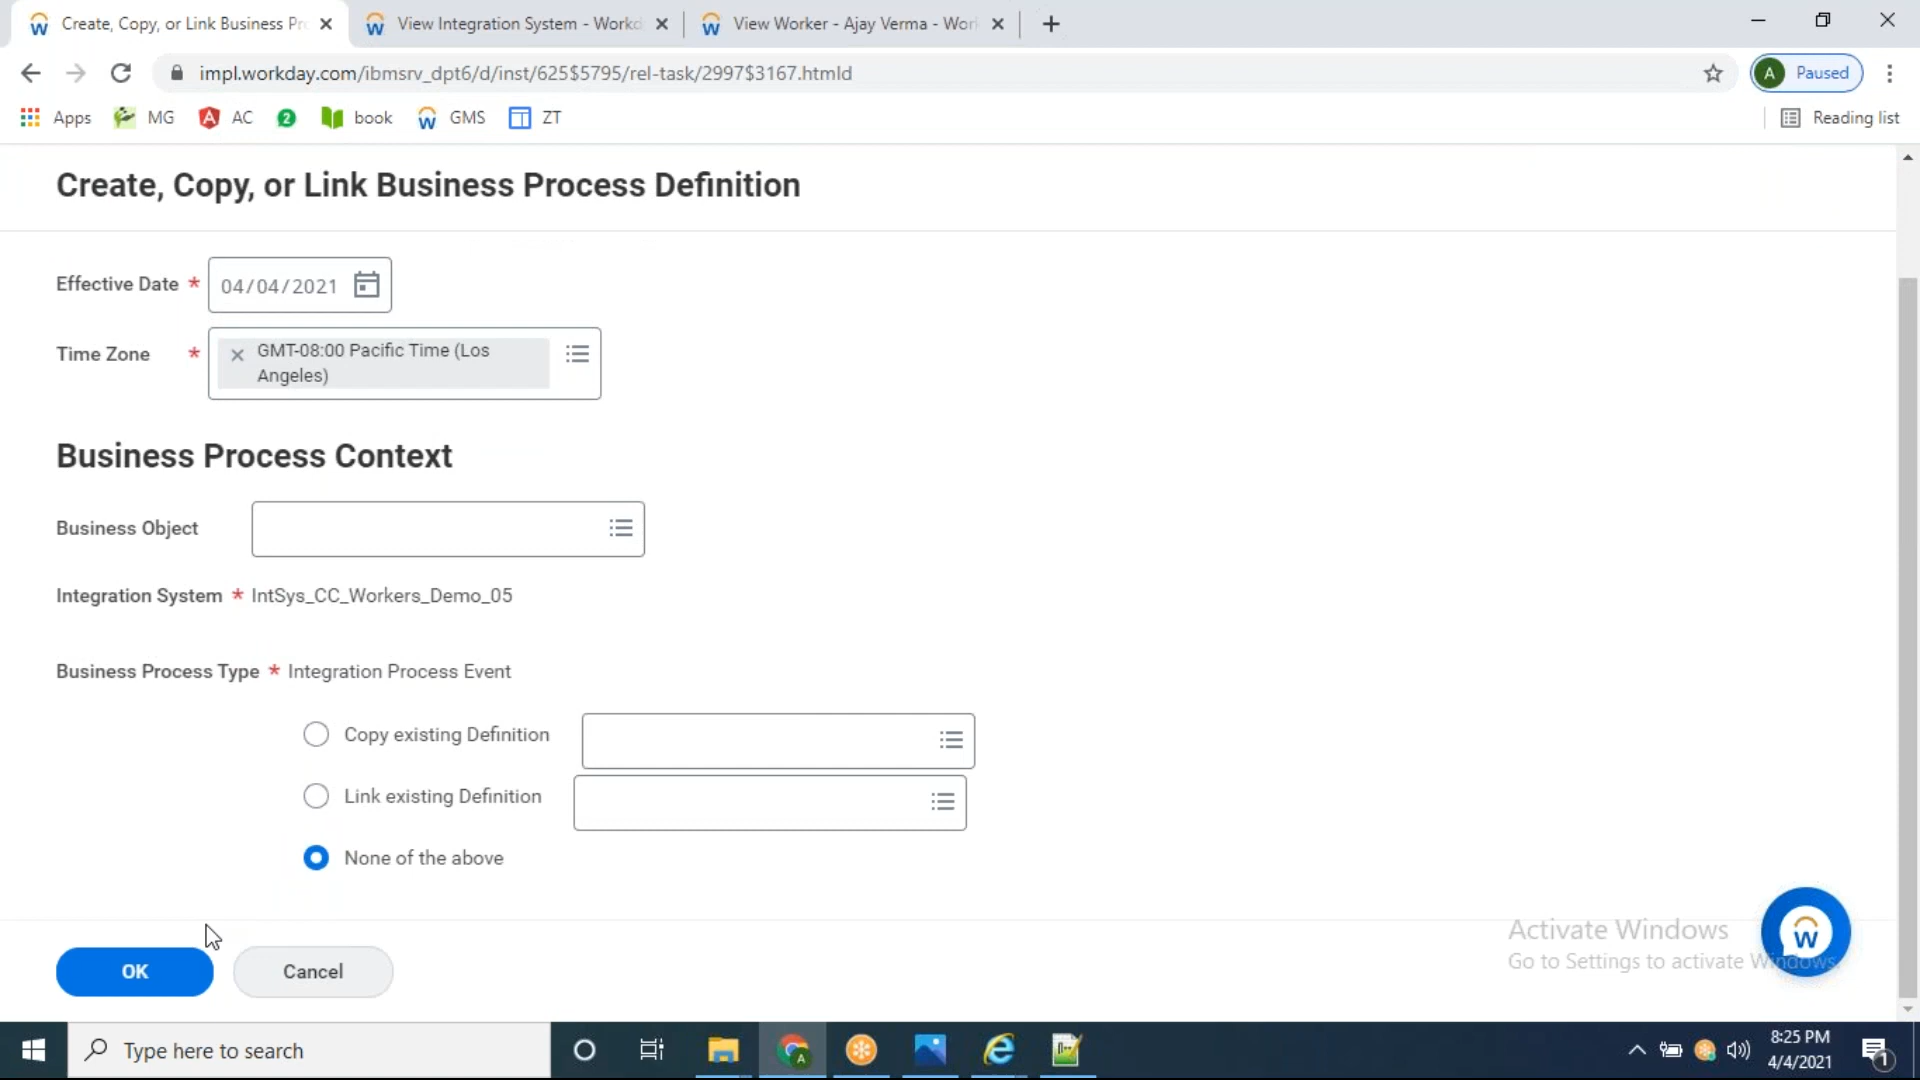 Create, Copy, or Link Business Pr
View Integration System - Workd
View Worker - Ajay Verma - Wor
impl.workday.com/ibmsrv_dpt6/d/inst/625$5795/rel-task/2997$3167.htmld
A Paused
Apps MG AC 2 book GMS ZT Reading list
Create, Copy, or Link Business Process Definition
Effective Date * 04/04/2021
Time Zone * GMT-08:00 Pacific Time (Los
Angeles)
Business Process Context
Business Object
Integration System * IntSys_CC_Workers_Demo_05
Business Process Type * Integration Process Event
Copy existing Definition
Link existing Definition
None of the above
Activate Windows
Go to Settings to activate Windows.
OK Cancel
Type here to search
8:25 PM
4/4/2021
1